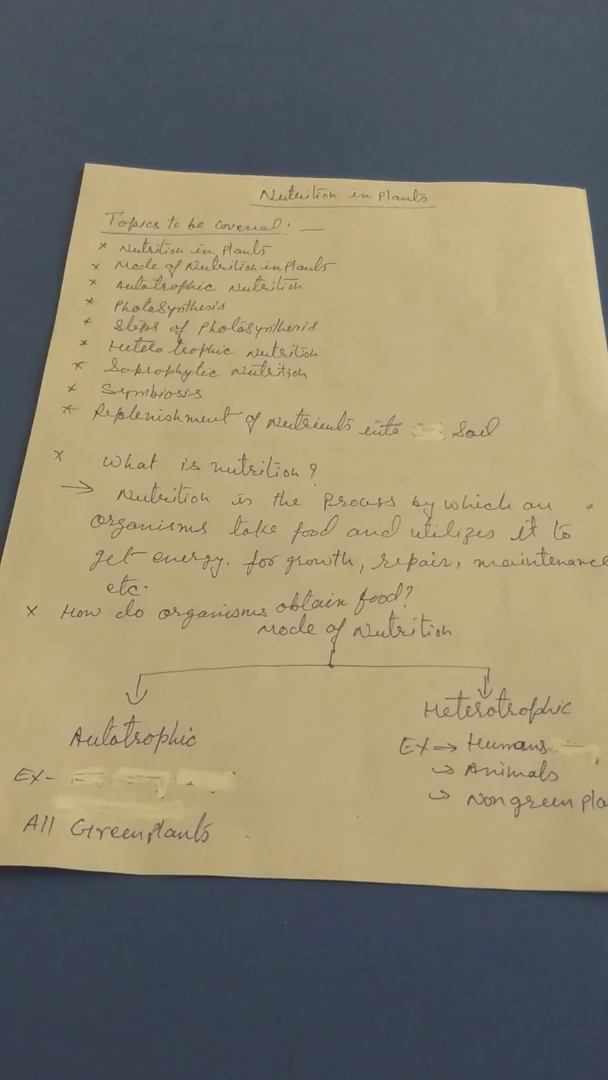 Nutrition in Plants
Topics to be covered: —
× Nutrition in Plants
× Mode of Nutrition in Plants
× Autotrophic Nutrition
× Photosynthesis
× Steps of Photosynthesis
× Heterotrophic Nutrition
× Saprophytic Nutrition
× Symbiosis
× Replenishment of Nutrients into Soil
× What is nutrition?
→ Nutrition is the process by which an
organisms take food and utilizes it to
get energy. for growth, repair, maintenance
etc.
× How do organisms obtain food?
Mode of Nutrition
Autotrophic
Ex-
All Green plants
Heterotrophic
Ex → Humans
→ Animals
→ Non green pla